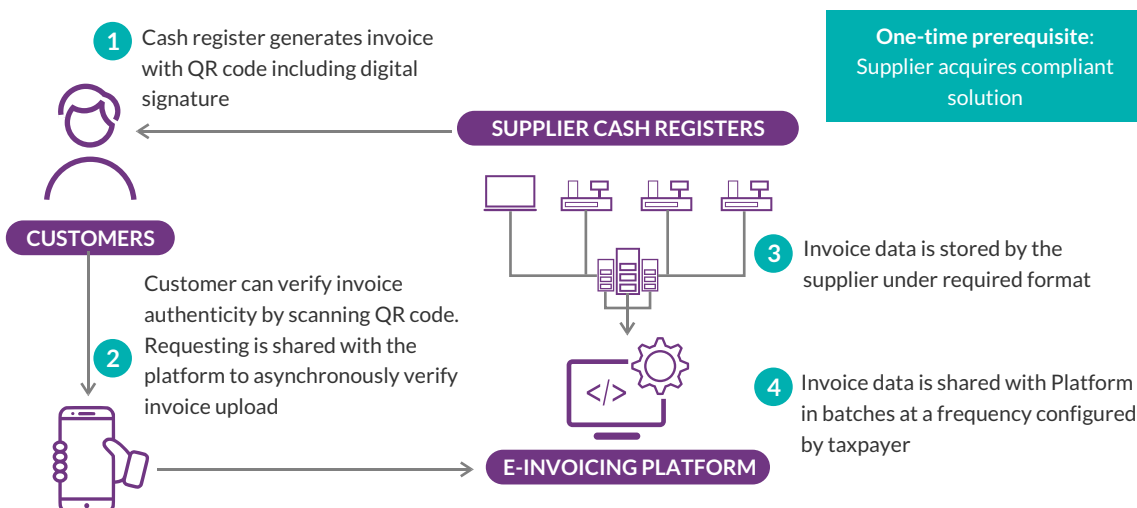 1
Cash register generates invoice
with QR code including digital
signature
One-time prerequisite:
Supplier acquires compliant
solution
SUPPLIER CASH REGISTERS
CUSTOMERS
3
Invoice data is stored by the
supplier under required format
2
Customer can verify invoice
authenticity by scanning QR code.
Requesting is shared with the
platform to asynchronously verify
invoice upload
</>
4
Invoice data is shared with Platform
in batches at a frequency configured
by taxpayer
E-INVOICING PLATFORM